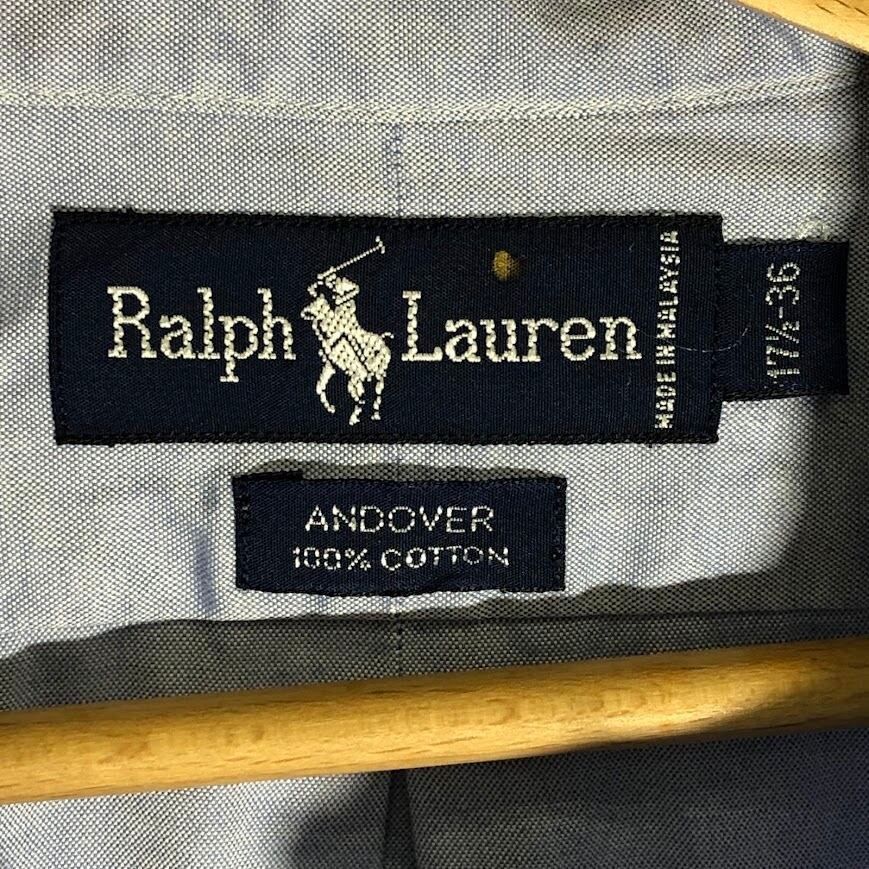 Ralph Lauren
MADE IN MALAYSIA
17½-36
ANDOVER
100% COTTON